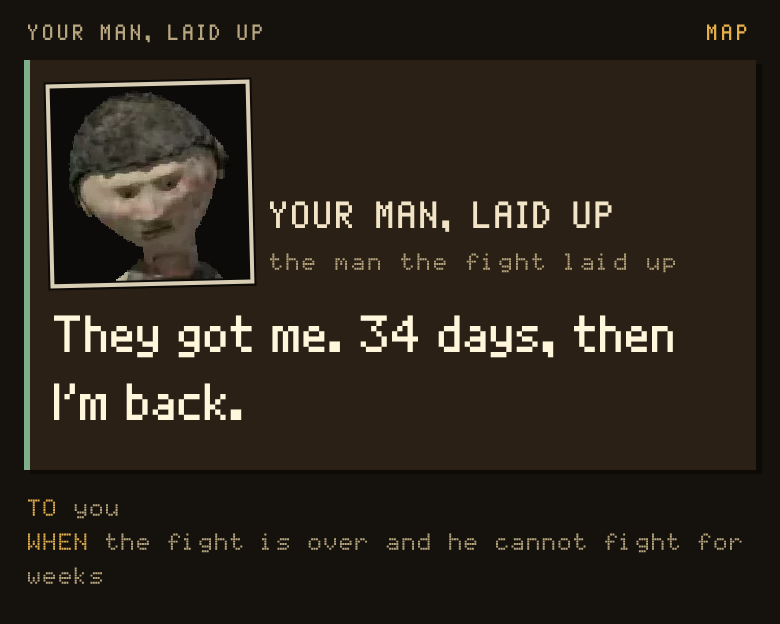 YOUR MAN, LAID UP
MAP
YOUR MAN, LAID UP
the man the fight laid up
They got me. 34 days, then
I'm back.
TO you
WHEN the fight is over and he cannot fight for
weeks